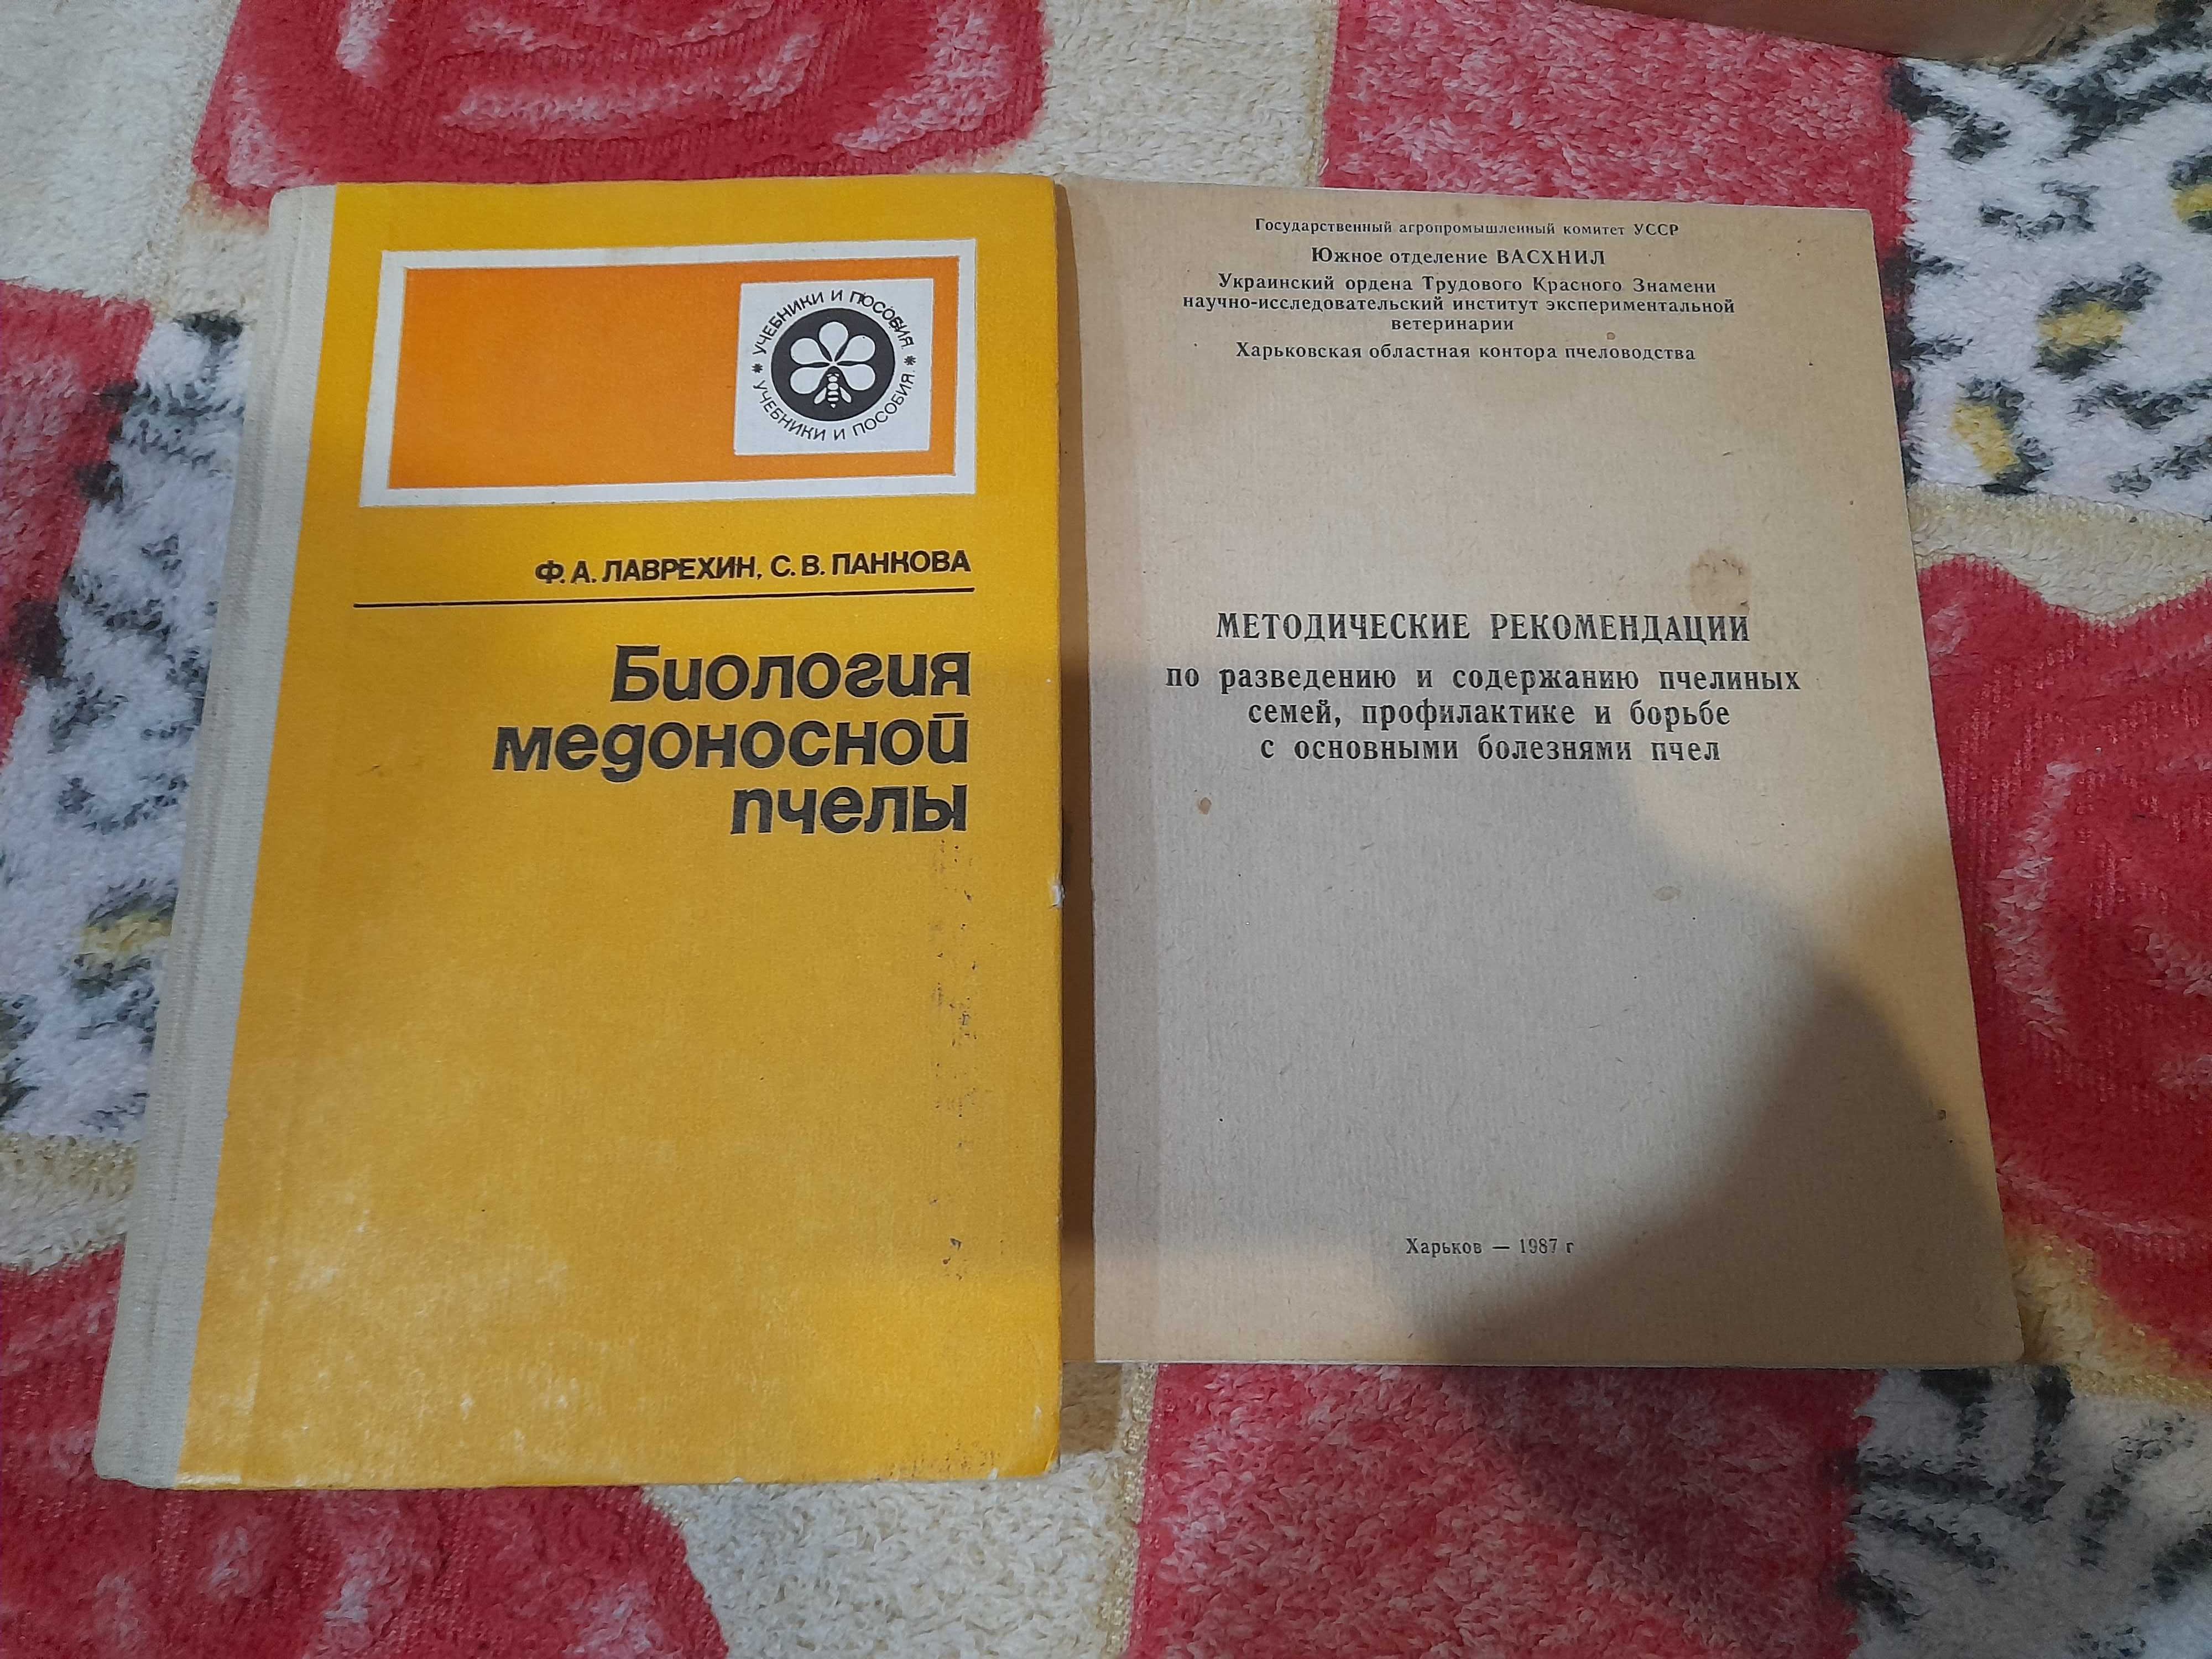 УЧЕБНИКИ И ПОСОБИЯ
* УЧЕБНИКИ И ПОСОБИЯ. *
Ф. А. ЛАВРЕХИН, С. В. ПАНКОВА
Биология
медоносной
пчелы
Государственный агропромышленный комитет УССР
Южное отделение ВАСХНИЛ
Украинский ордена Трудового Красного Знамени
научно-исследовательский институт экспериментальной
ветеринарии
Харьковская областная контора пчеловодства
МЕТОДИЧЕСКИЕ РЕКОМЕНДАЦИИ
по разведению и содержанию пчелиных
семей, профилактике и борьбе
с основными болезнями пчел
Харьков — 1987 г